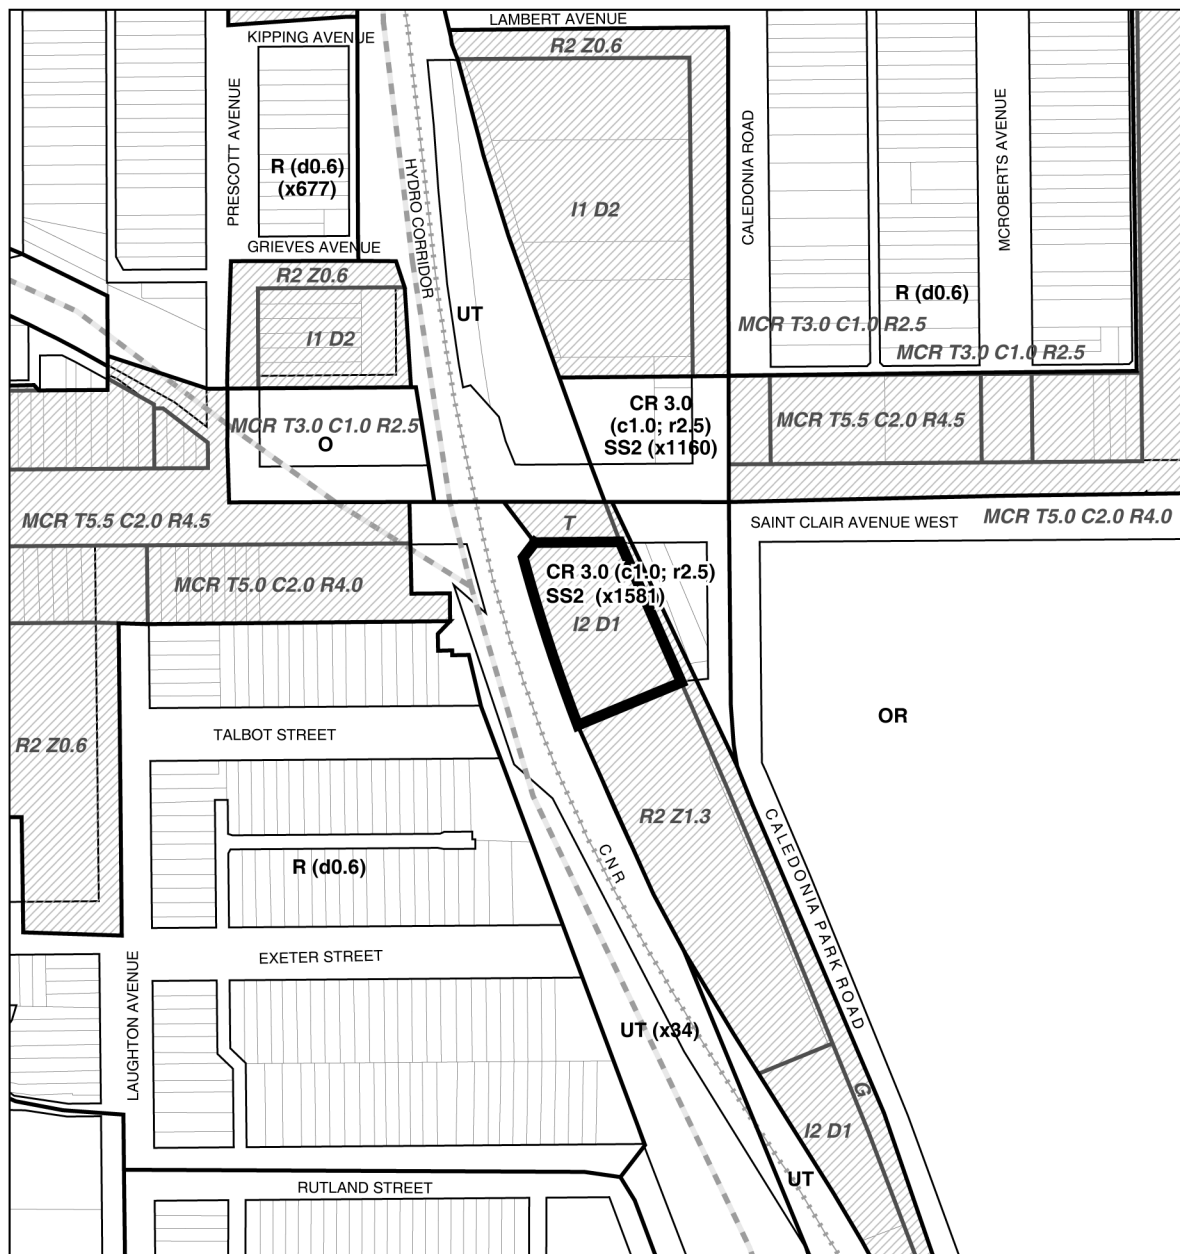 LAMBERT AVENUE
KIPPING AVENUE
R2 Z0.6
PRESCOTT AVENUE
R (d0.6)
(x677)
HYDRO CORRIDOR
CALEDONIA ROAD
MCROBERTS AVENUE
I1 D2
GRIEVES AVENUE
R2 Z0.6
I1 D2
UT
R (d0.6)
MCR T3.0 C1.0 R2.5
MCR T3.0 C1.0 R2.5
MCR T3.0 C1.0 R2.5
O
CR 3.0
(c1.0; r2.5)
SS2 (x1160)
MCR T5.5 C2.0 R4.5
MCR T5.5 C2.0 R4.5
T
SAINT CLAIR AVENUE WEST
MCR T5.0 C2.0 R4.0
MCR T5.0 C2.0 R4.0
CR 3.0 (c1.0; r2.5)
SS2 (x1581)
I2 D1
OR
R2 Z0.6
TALBOT STREET
R2 Z1.3
R (d0.6)
CNR
CALEDONIA PARK ROAD
EXETER STREET
LAUGHTON AVENUE
UT (x34)
G
I2 D1
UT
RUTLAND STREET